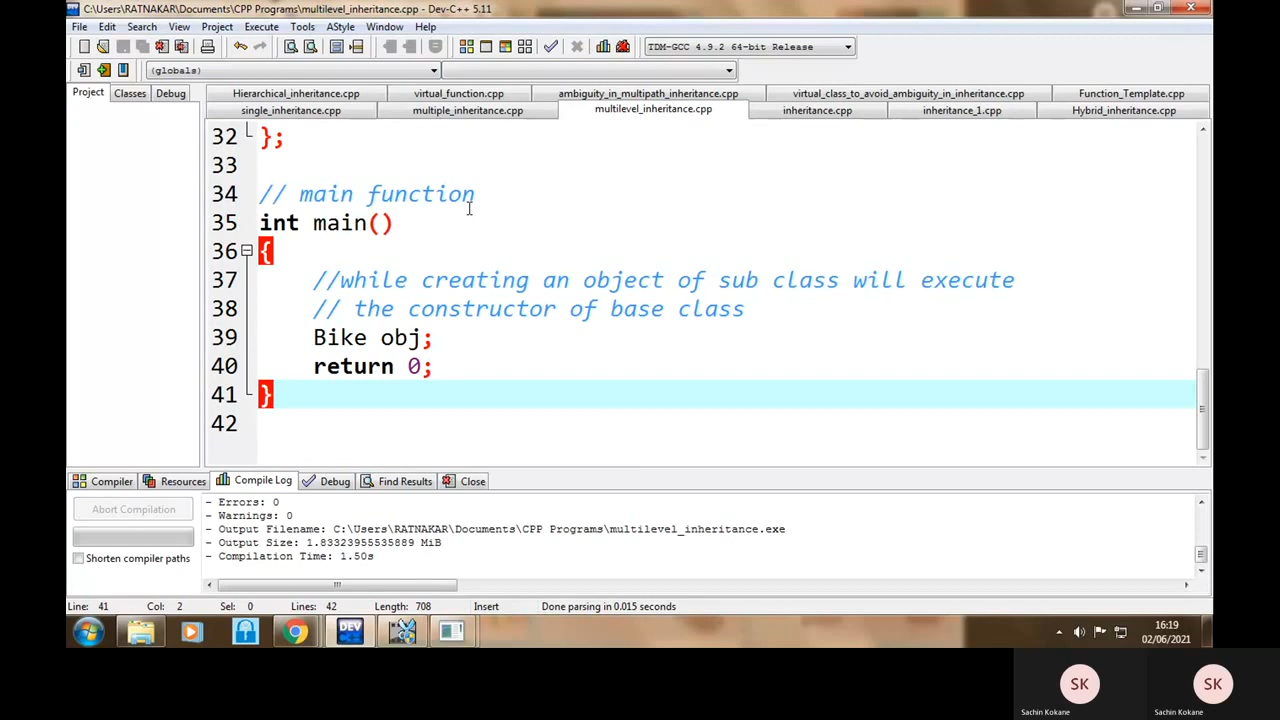 C:\Users\RATNAKAR\Documents\CPP Programs\multilevel_inheritance.cpp - Dev-C++ 5.11
File Edit Search View Project Execute Tools AStyle Window Help
TDM-GCC 4.9.2 64-bit Release
(globals)
Project Classes Debug
Hierarchical_inheritance.cpp virtual_function.cpp ambiguity_in_multipath_inheritance.cpp virtual_class_to_avoid_ambiguity_in_inheritance.cpp Function_Template.cpp
single_inheritance.cpp multiple_inheritance.cpp multilevel_inheritance.cpp inheritance.cpp inheritance_1.cpp Hybrid_inheritance.cpp
32 };
33
34 // main function
35 int main()
36 {
37 //while creating an object of sub class will execute
38 // the constructor of base class
39 Bike obj;
40 return 0;
41 }
42
Compiler Resources Compile Log Debug Find Results Close
Abort Compilation
Shorten compiler paths
- Errors: 0
- Warnings: 0
- Output Filename: C:\Users\RATNAKAR\Documents\CPP Programs\multilevel_inheritance.exe
- Output Size: 1.83323955535889 MiB
- Compilation Time: 1.50s
Line: 41 Col: 2 Sel: 0 Lines: 42 Length: 708 Insert Done parsing in 0.015 seconds
DEV
16:19
02/06/2021
SK SK
Sachin Kokane Sachin Kokane